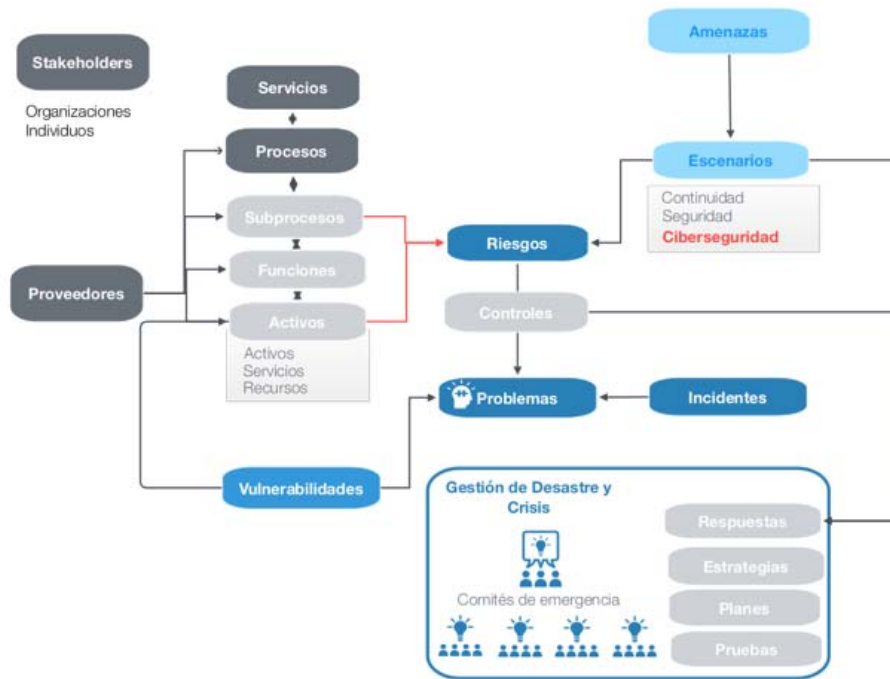 Stakeholders
Organizaciones
Individuos
Servicios
Procesos
Subprocesos
Funciones
Activos
Activos
Servicios
Recursos
Proveedores
Vulnerabilidades
Amenazas
Escenarios
Continuidad
Seguridad
Ciberseguridad
Riesgos
Controles
Problemas
Incidentes
Gestión de Desastre y
Crisis
Comités de emergencia
Respuestas
Estrategias
Planes
Pruebas